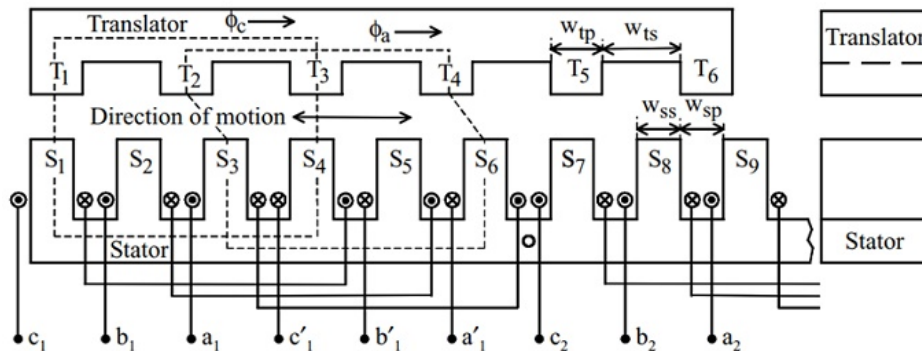 Translator ϕc ϕa wtp wts Translator
T1 T2 T3 T4 T5 T6
Direction of motion wss wsp
S1 S2 S3 S4 S5 S6 S7 S8 S9
Stator Stator
c1 b1 a1 c′1 b′1 a′1 c2 b2 a2